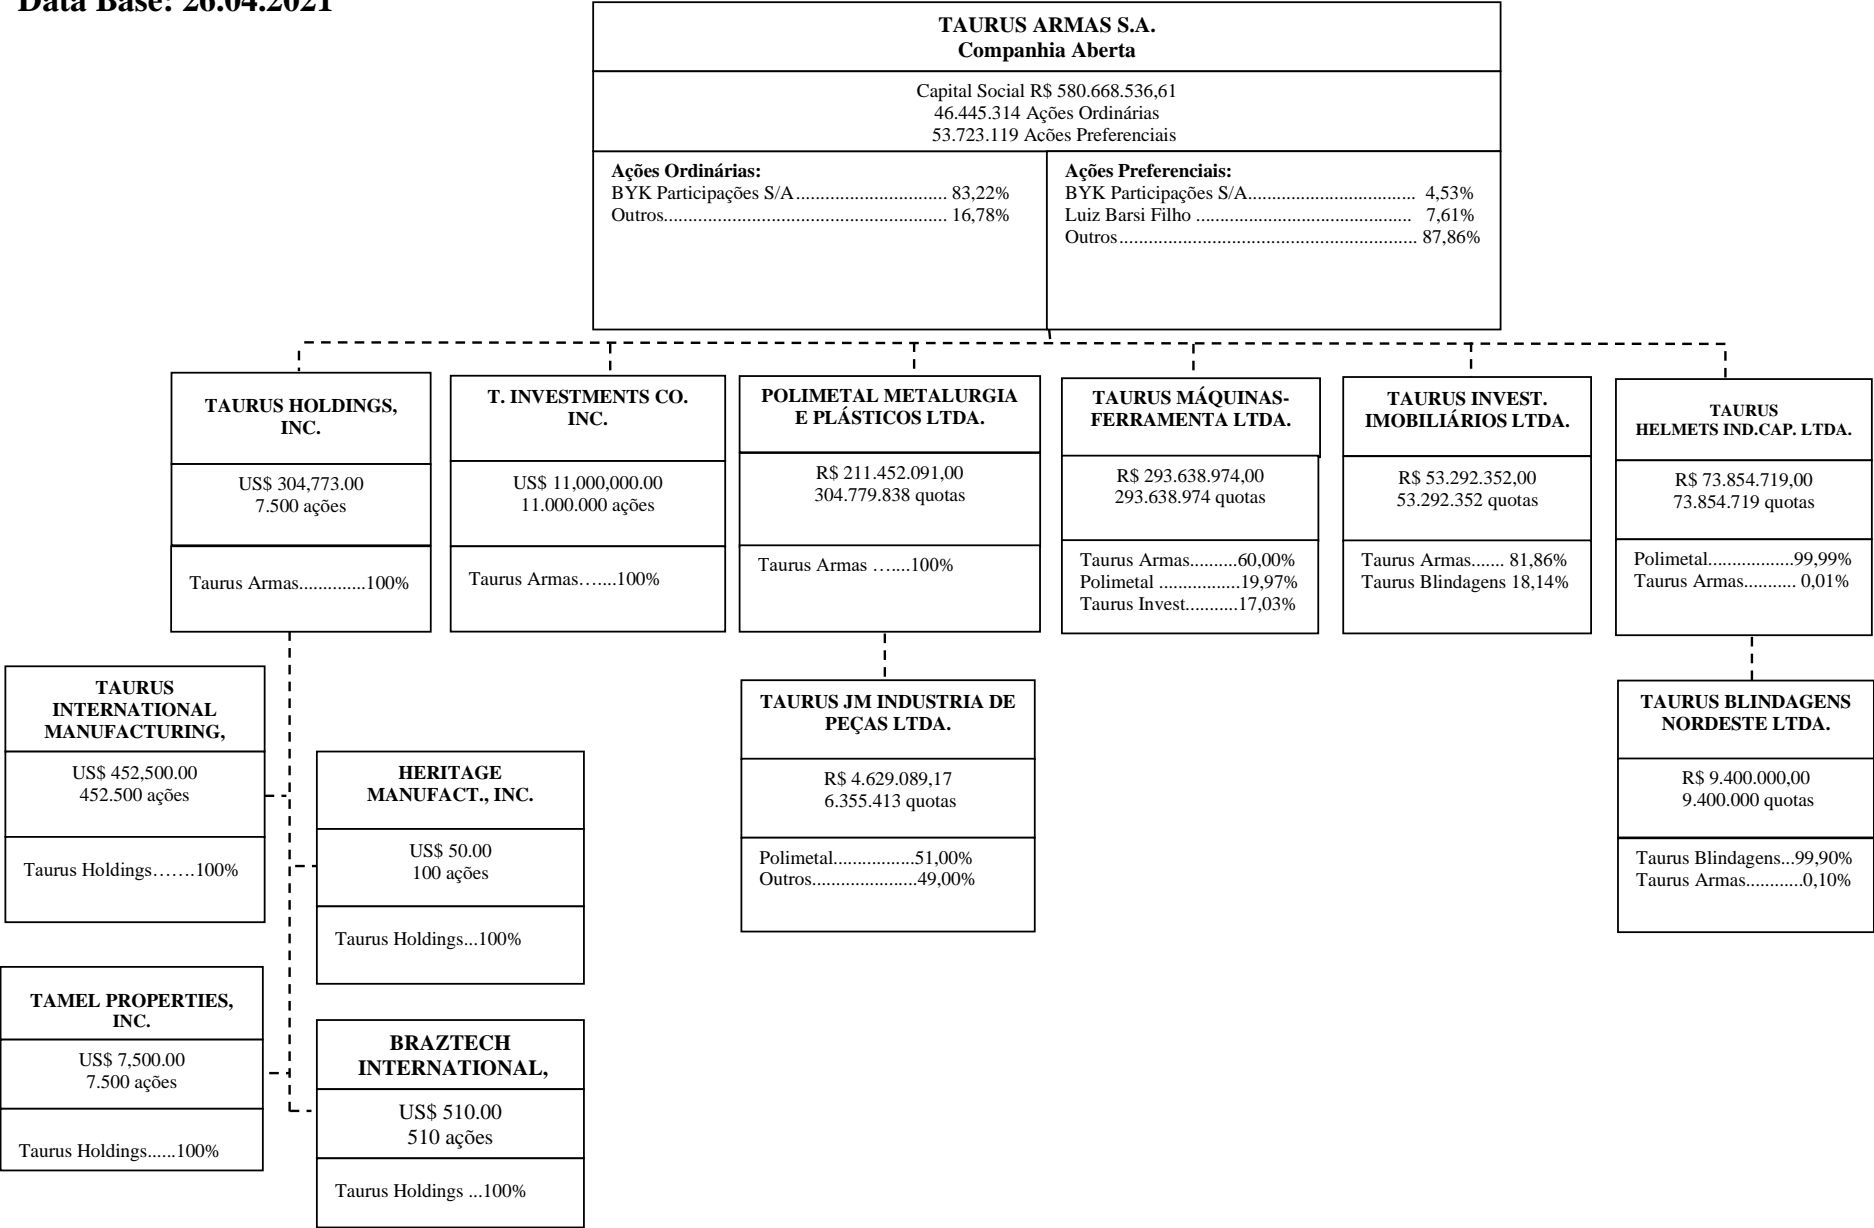 Data Base: 26.04.2021
TAURUS ARMAS S.A.
Companhia Aberta
Capital Social R$ 580.668.536,61
46.445.314 Ações Ordinárias
53.723.119 Ações Preferenciais
Ações Ordinárias:
BYK Participações S/A............................... 83,22%
Outros.......................................................... 16,78%
Ações Preferenciais:
BYK Participações S/A.................................. 4,53%
Luiz Barsi Filho ............................................ 7,61%
Outros............................................................. 87,86%
TAURUS HOLDINGS,
INC.
US$ 304,773.00
7.500 ações
Taurus Armas.............100%
T. INVESTMENTS CO.
INC.
US$ 11,000,000.00
11.000.000 ações
Taurus Armas…....100%
POLIMETAL METALURGIA
E PLÁSTICOS LTDA.
R$ 211.452.091,00
304.779.838 quotas
Taurus Armas …....100%
TAURUS MÁQUINAS-
FERRAMENTA LTDA.
R$ 293.638.974,00
293.638.974 quotas
Taurus Armas..........60,00%
Polimetal .................19,97%
Taurus Invest...........17,03%
TAURUS INVEST.
IMOBILIÁRIOS LTDA.
R$ 53.292.352,00
53.292.352 quotas
Taurus Armas....... 81,86%
Taurus Blindagens 18,14%
TAURUS
HELMETS IND.CAP. LTDA.
R$ 73.854.719,00
73.854.719 quotas
Polimetal..................99,99%
Taurus Armas........... 0,01%
TAURUS
INTERNATIONAL
MANUFACTURING,
US$ 452,500.00
452.500 ações
Taurus Holdings…….100%
HERITAGE
MANUFACT., INC.
US$ 50.00
100 ações
Taurus Holdings...100%
TAURUS JM INDUSTRIA DE
PEÇAS LTDA.
R$ 4.629.089,17
6.355.413 quotas
Polimetal.................51,00%
Outros......................49,00%
TAURUS BLINDAGENS
NORDESTE LTDA.
R$ 9.400.000,00
9.400.000 quotas
Taurus Blindagens...99,90%
Taurus Armas............0,10%
TAMEL PROPERTIES,
INC.
US$ 7,500.00
7.500 ações
Taurus Holdings......100%
BRAZTECH
INTERNATIONAL,
US$ 510.00
510 ações
Taurus Holdings ...100%